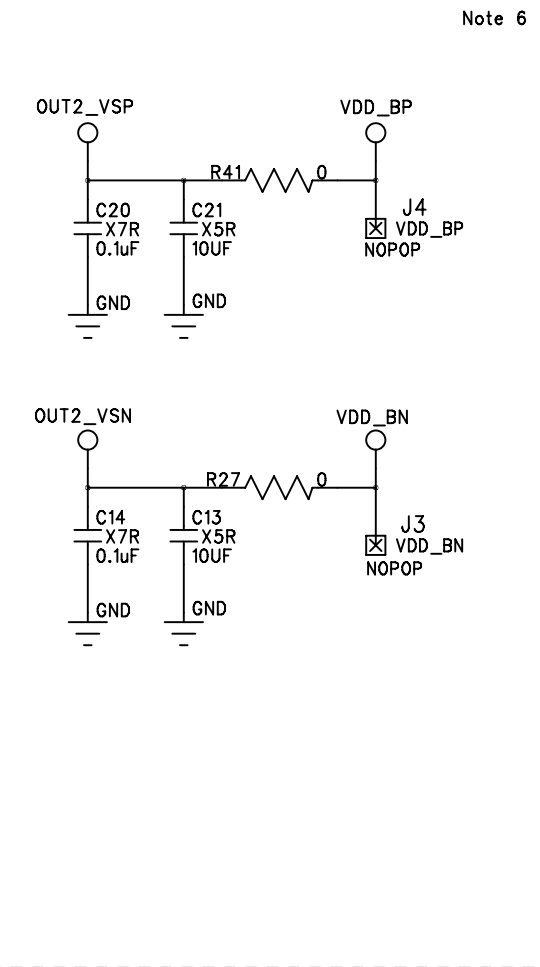 Note 6
OUT2_VSP
VDD_BP
R41
0
C20
X7R
0.1uF
C21
X5R
10UF
J4
VDD_BP
NOPOP
GND
GND
OUT2_VSN
VDD_BN
R27
0
C14
X7R
0.1uF
C13
X5R
10UF
J3
VDD_BN
NOPOP
GND
GND